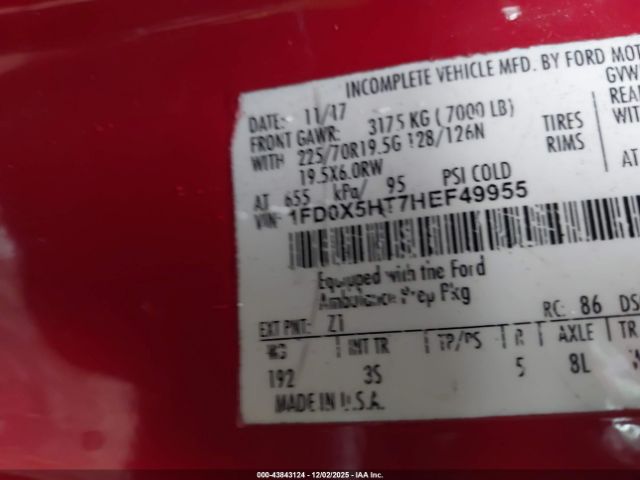 INCOMPLETE VEHICLE MFD. BY FORD MOT
DATE: 11/17 GVW
FRONT GAWR: 3175 KG ( 7000 LB) REA
WITH 225/70R19.5G 128/126N TIRES WIT
19.5X6.0RW RIMS
AT 655 kPa/ 95 PSI COLD AT
VIN: 1FD0X5HT7HEF49955
Equipped with the Ford
Ambulance Prep Pkg
EXT PNT: Z1 RC: 86 DS
WB INT TR TP/PS R AXLE TR
192 3S 5 8L
MADE IN U.S.A.
000-43843124 | 12/02/2025 - IAA Inc.